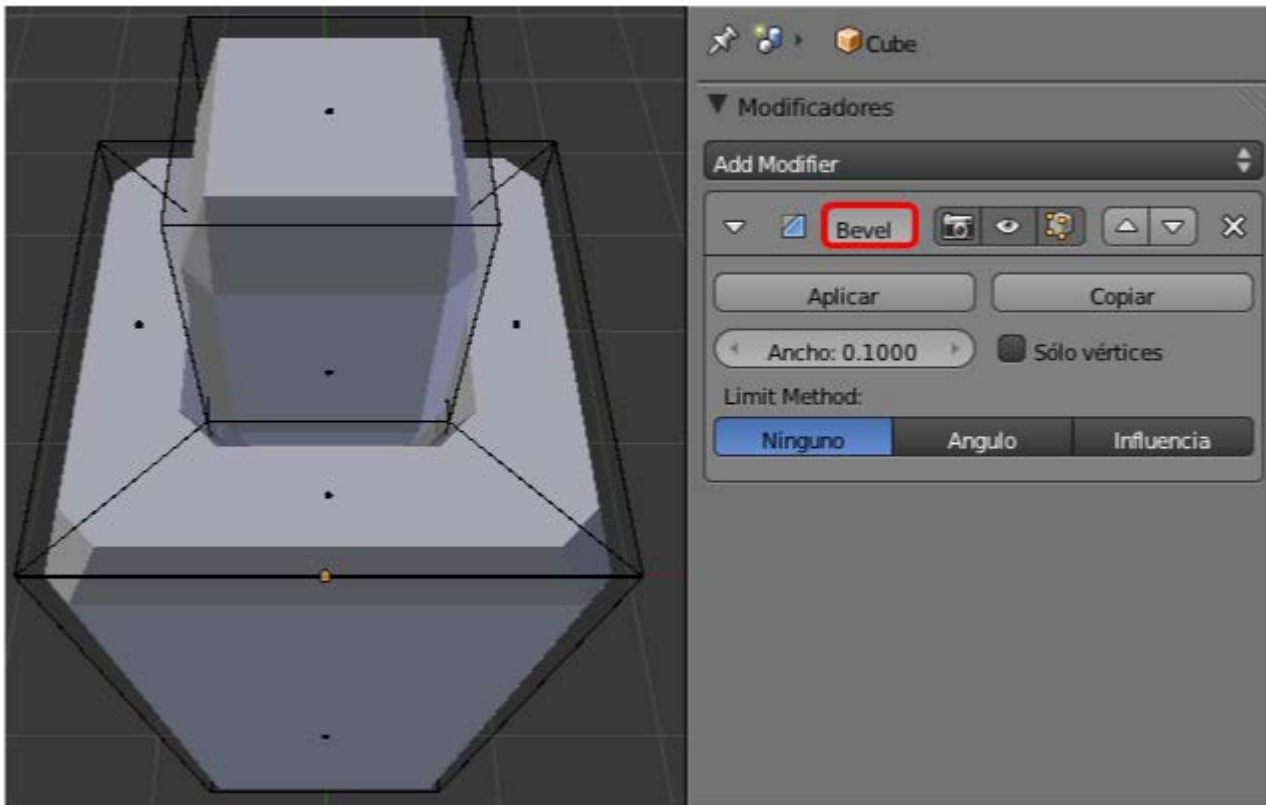 Cube
Modificadores
Add Modifier
Bevel
Aplicar Copiar
Ancho: 0.1000 Sólo vértices
Limit Method:
Ninguno Angulo Influencia